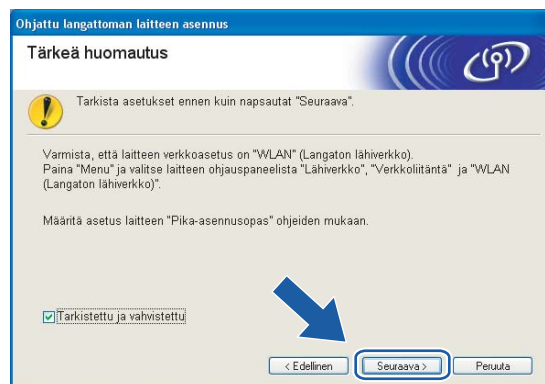 Ohjattu langattoman laitteen asennus
Tärkeä huomautus
Tarkista asetukset ennen kuin napsautat "Seuraava".
Varmista, että laitteen verkkoasetus on "WLAN" (Langaton lähiverkko).
Paina "Menu" ja valitse laitteen ohjauspaneelista "Lähiverkko", "Verkkoliitäntä" ja "WLAN
(Langaton lähiverkko)".
Määritä asetus laitteen "Pika-asennusopas" ohjeiden mukaan.
Tarkistettu ja vahvistettu
< Edellinen
Seuraava >
Peruuta